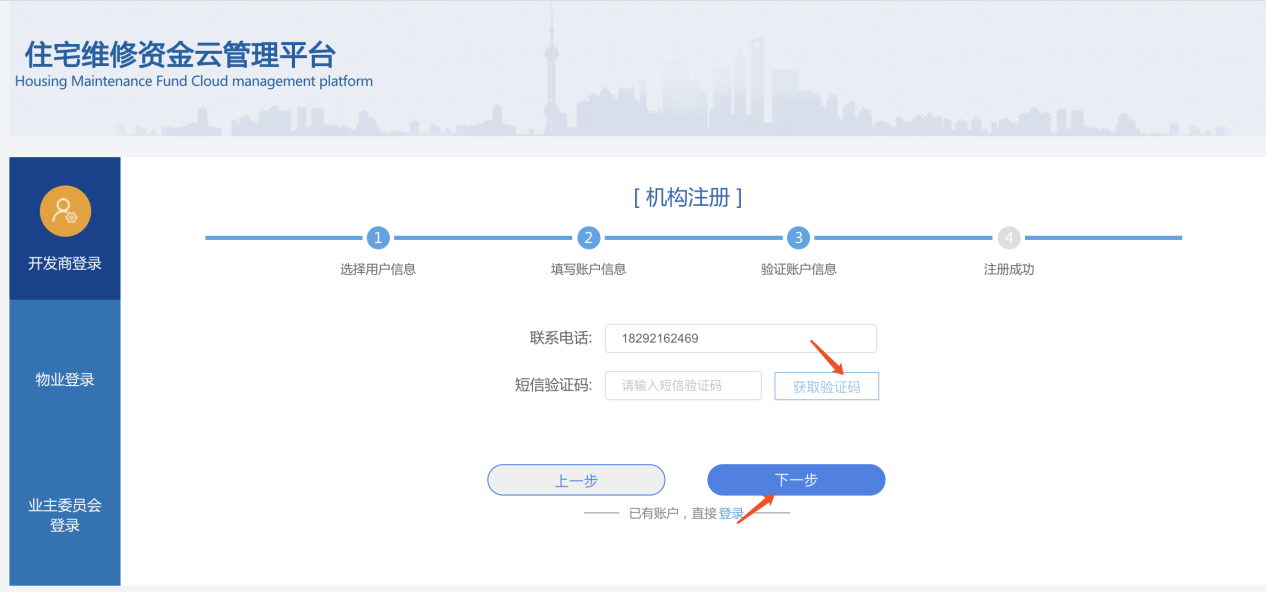 住宅维修资金云管理平台
Housing Maintenance Fund Cloud management platform
开发商登录
物业登录
业主委员会
登录
[ 机构注册 ]
1 2 3 4
选择用户信息 填写账户信息 验证账户信息 注册成功
联系电话: 18292162469
短信验证码: 请输入短信验证码 获取验证码
上一步 下一步
已有账户，直接登录